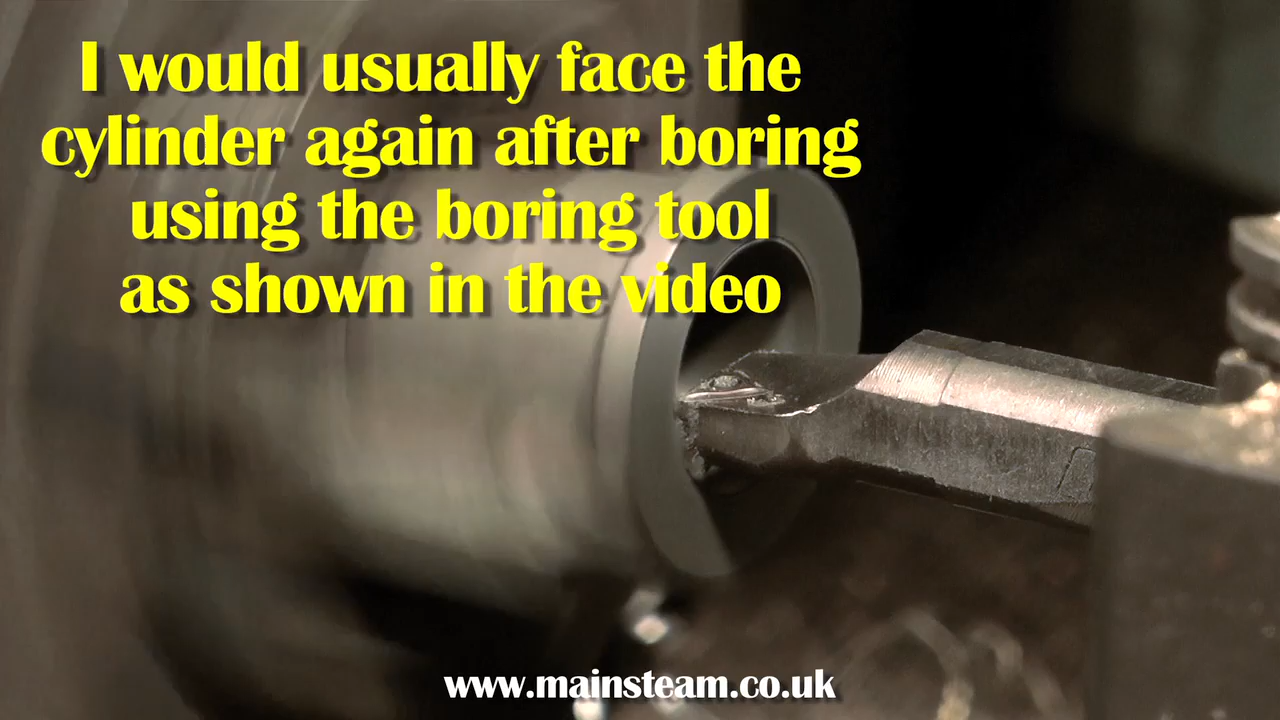 I would usually face the
cylinder again after boring
using the boring tool
as shown in the video
www.mainsteam.co.uk